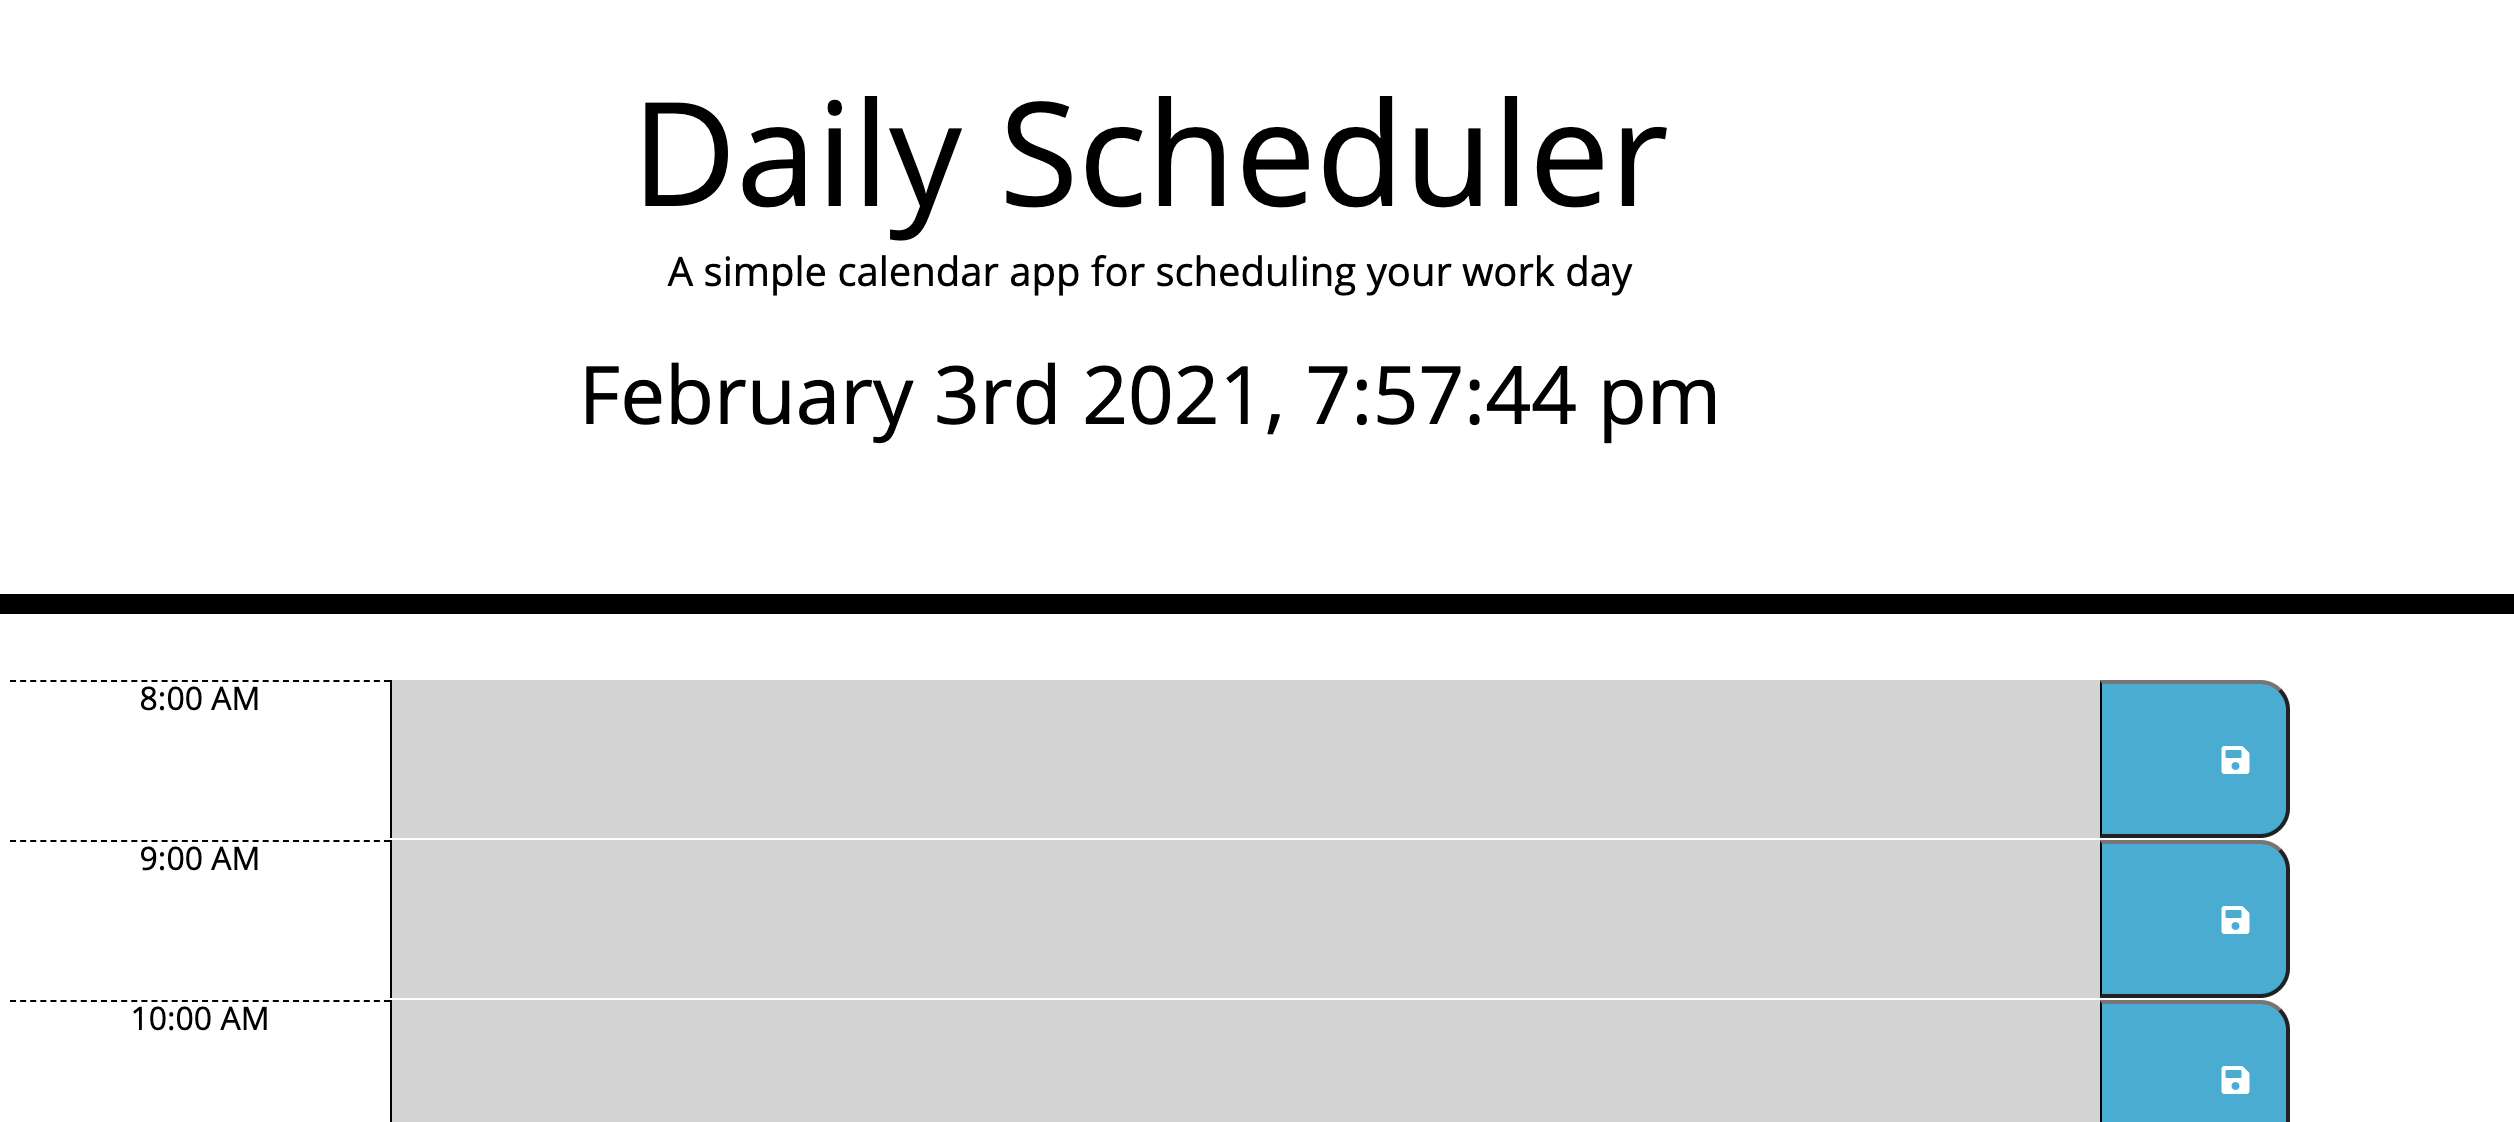 Daily Scheduler
A simple calendar app for scheduling your work day
February 3rd 2021, 7:57:44 pm
8:00 AM
9:00 AM
10:00 AM